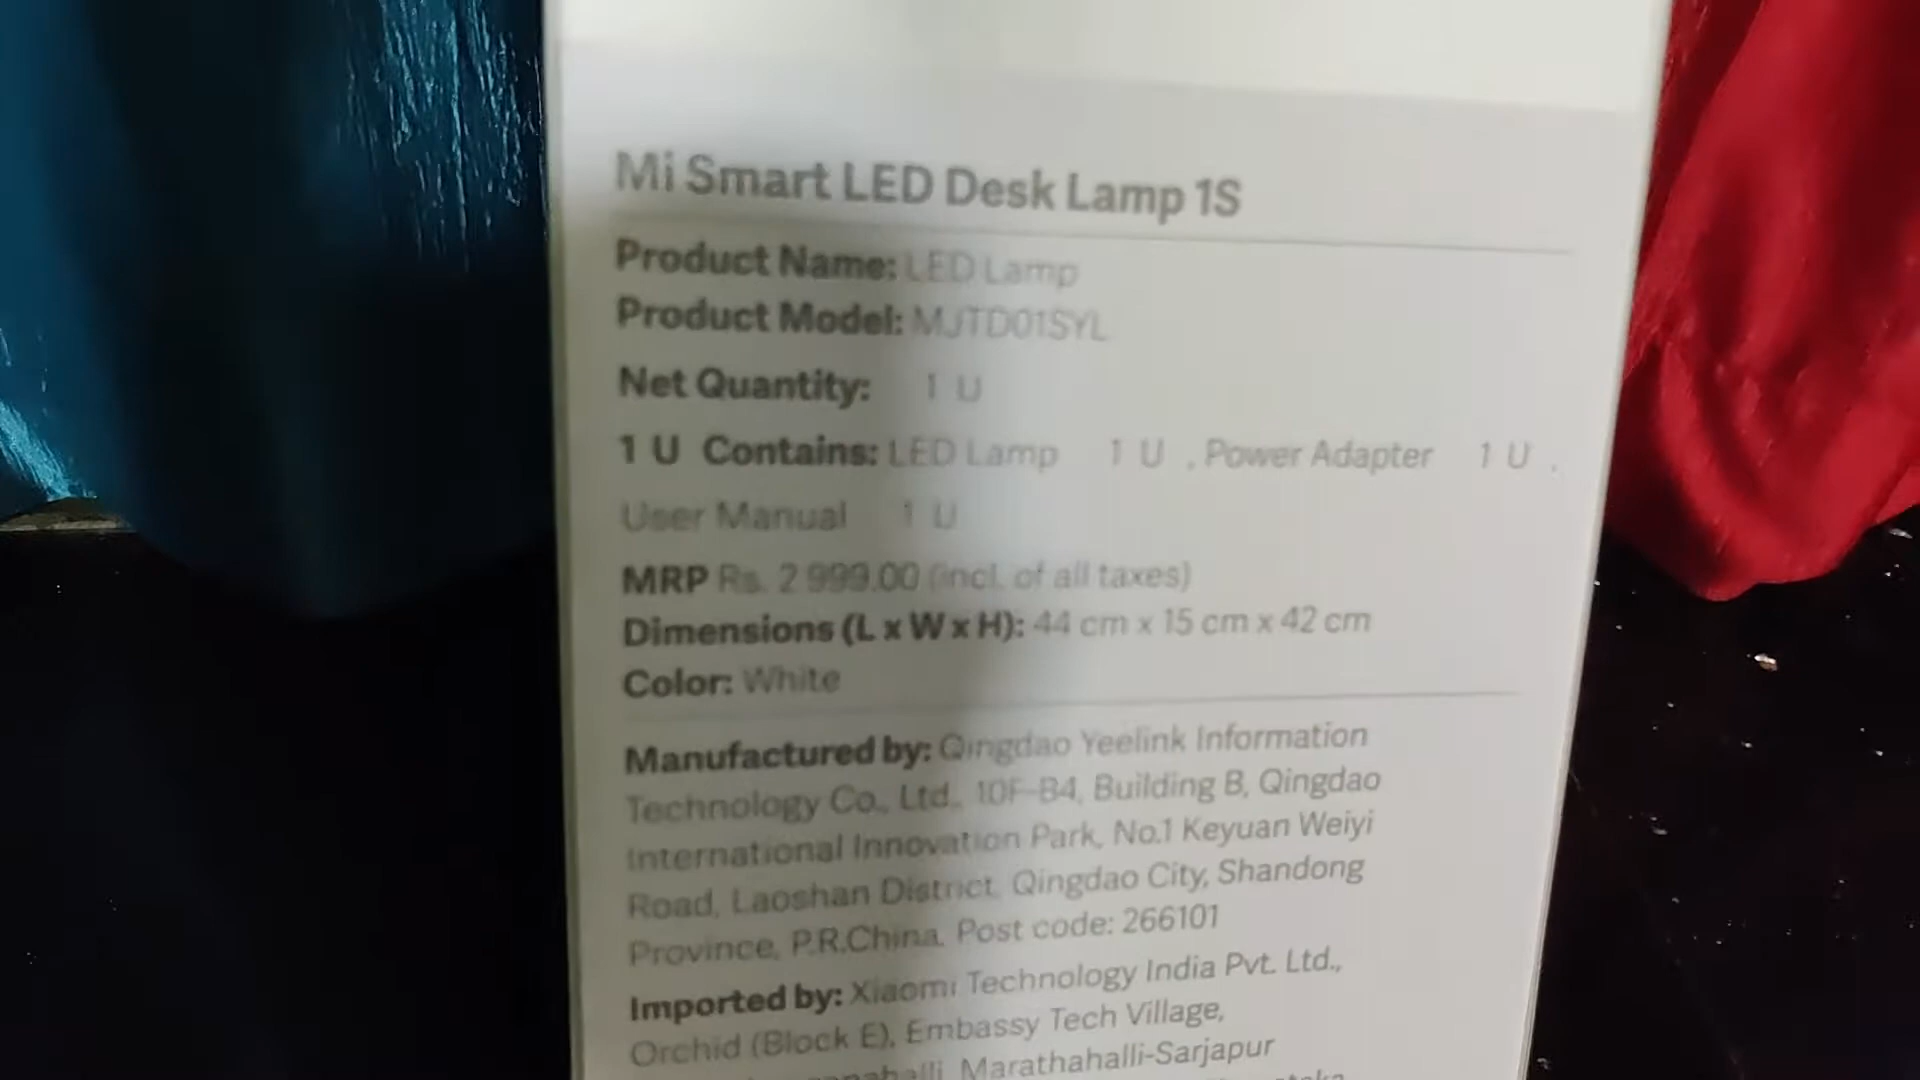 Mi Smart LED Desk Lamp 1S
Product Name: LED Lamp
Product Model: MJTD01SYL
Net Quantity: 1 U
1 U Contains: LED Lamp 1 U , Power Adapter 1 U .
User Manual 1 U
MRP Rs. 2 999.00 (incl. of all taxes)
Dimensions (L x W x H): 44 cm x 15 cm x 42 cm
Color: White
Manufactured by: Qingdao Yeelink Information
Technology Co., Ltd., 10F-B4, Building B, Qingdao
International Innovation Park, No.1 Keyuan Weiyi
Road, Laoshan District, Qingdao City, Shandong
Province, P.R.China. Post code: 266101
Imported by: Xiaomi Technology India Pvt. Ltd.,
Orchid (Block E), Embassy Tech Village,
Marathahalli-Sarjapur